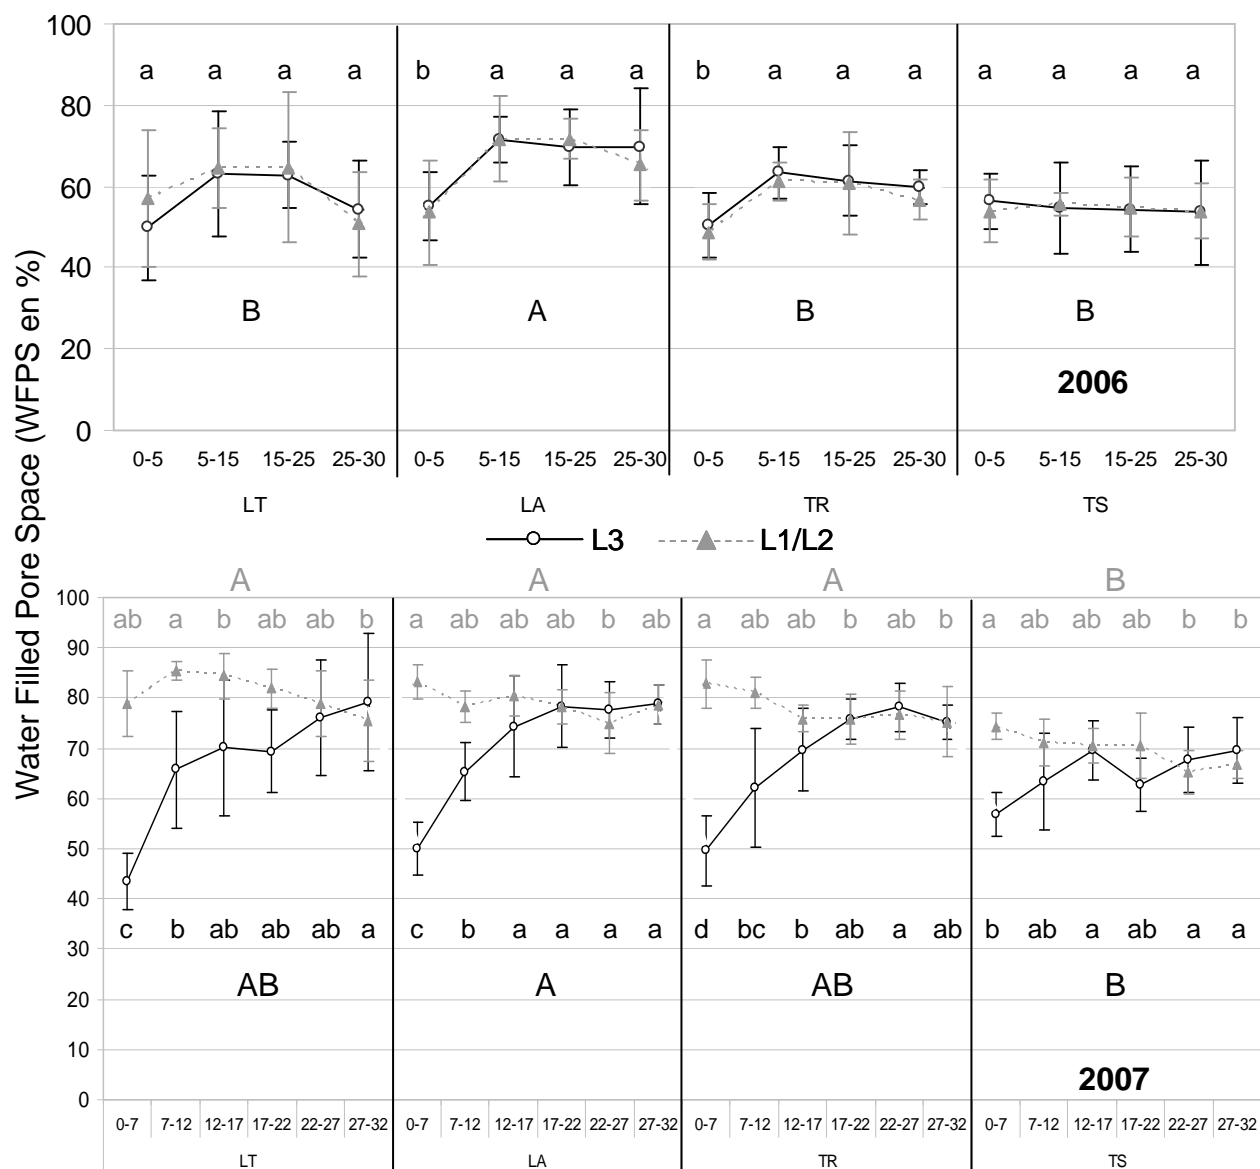 Water Filled Pore Space (WFPS en %)
100
a a a a b a a a b a a a a a a a
80
60
40
B A B B
20
2006
0
0-5 5-15 15-25 25-30 0-5 5-15 15-25 25-30 0-5 5-15 15-25 25-30 0-5 5-15 15-25 25-30
LT LA TR TS
L3 L1/L2
A A A B
100
ab a b ab ab b a ab ab ab b ab a ab ab b ab b a ab ab ab b b
90
80
70
60
50
40
c b ab ab ab a c b a a a a d bc b ab a ab b ab a ab a a
30
AB A AB B
20
10
2007
0
0-7 7-12 12-17 17-22 22-27 27-32 0-7 7-12 12-17 17-22 22-27 27-32 0-7 7-12 12-17 17-22 22-27 27-32 0-7 7-12 12-17 17-22 22-27 27-32
LT LA TR TS